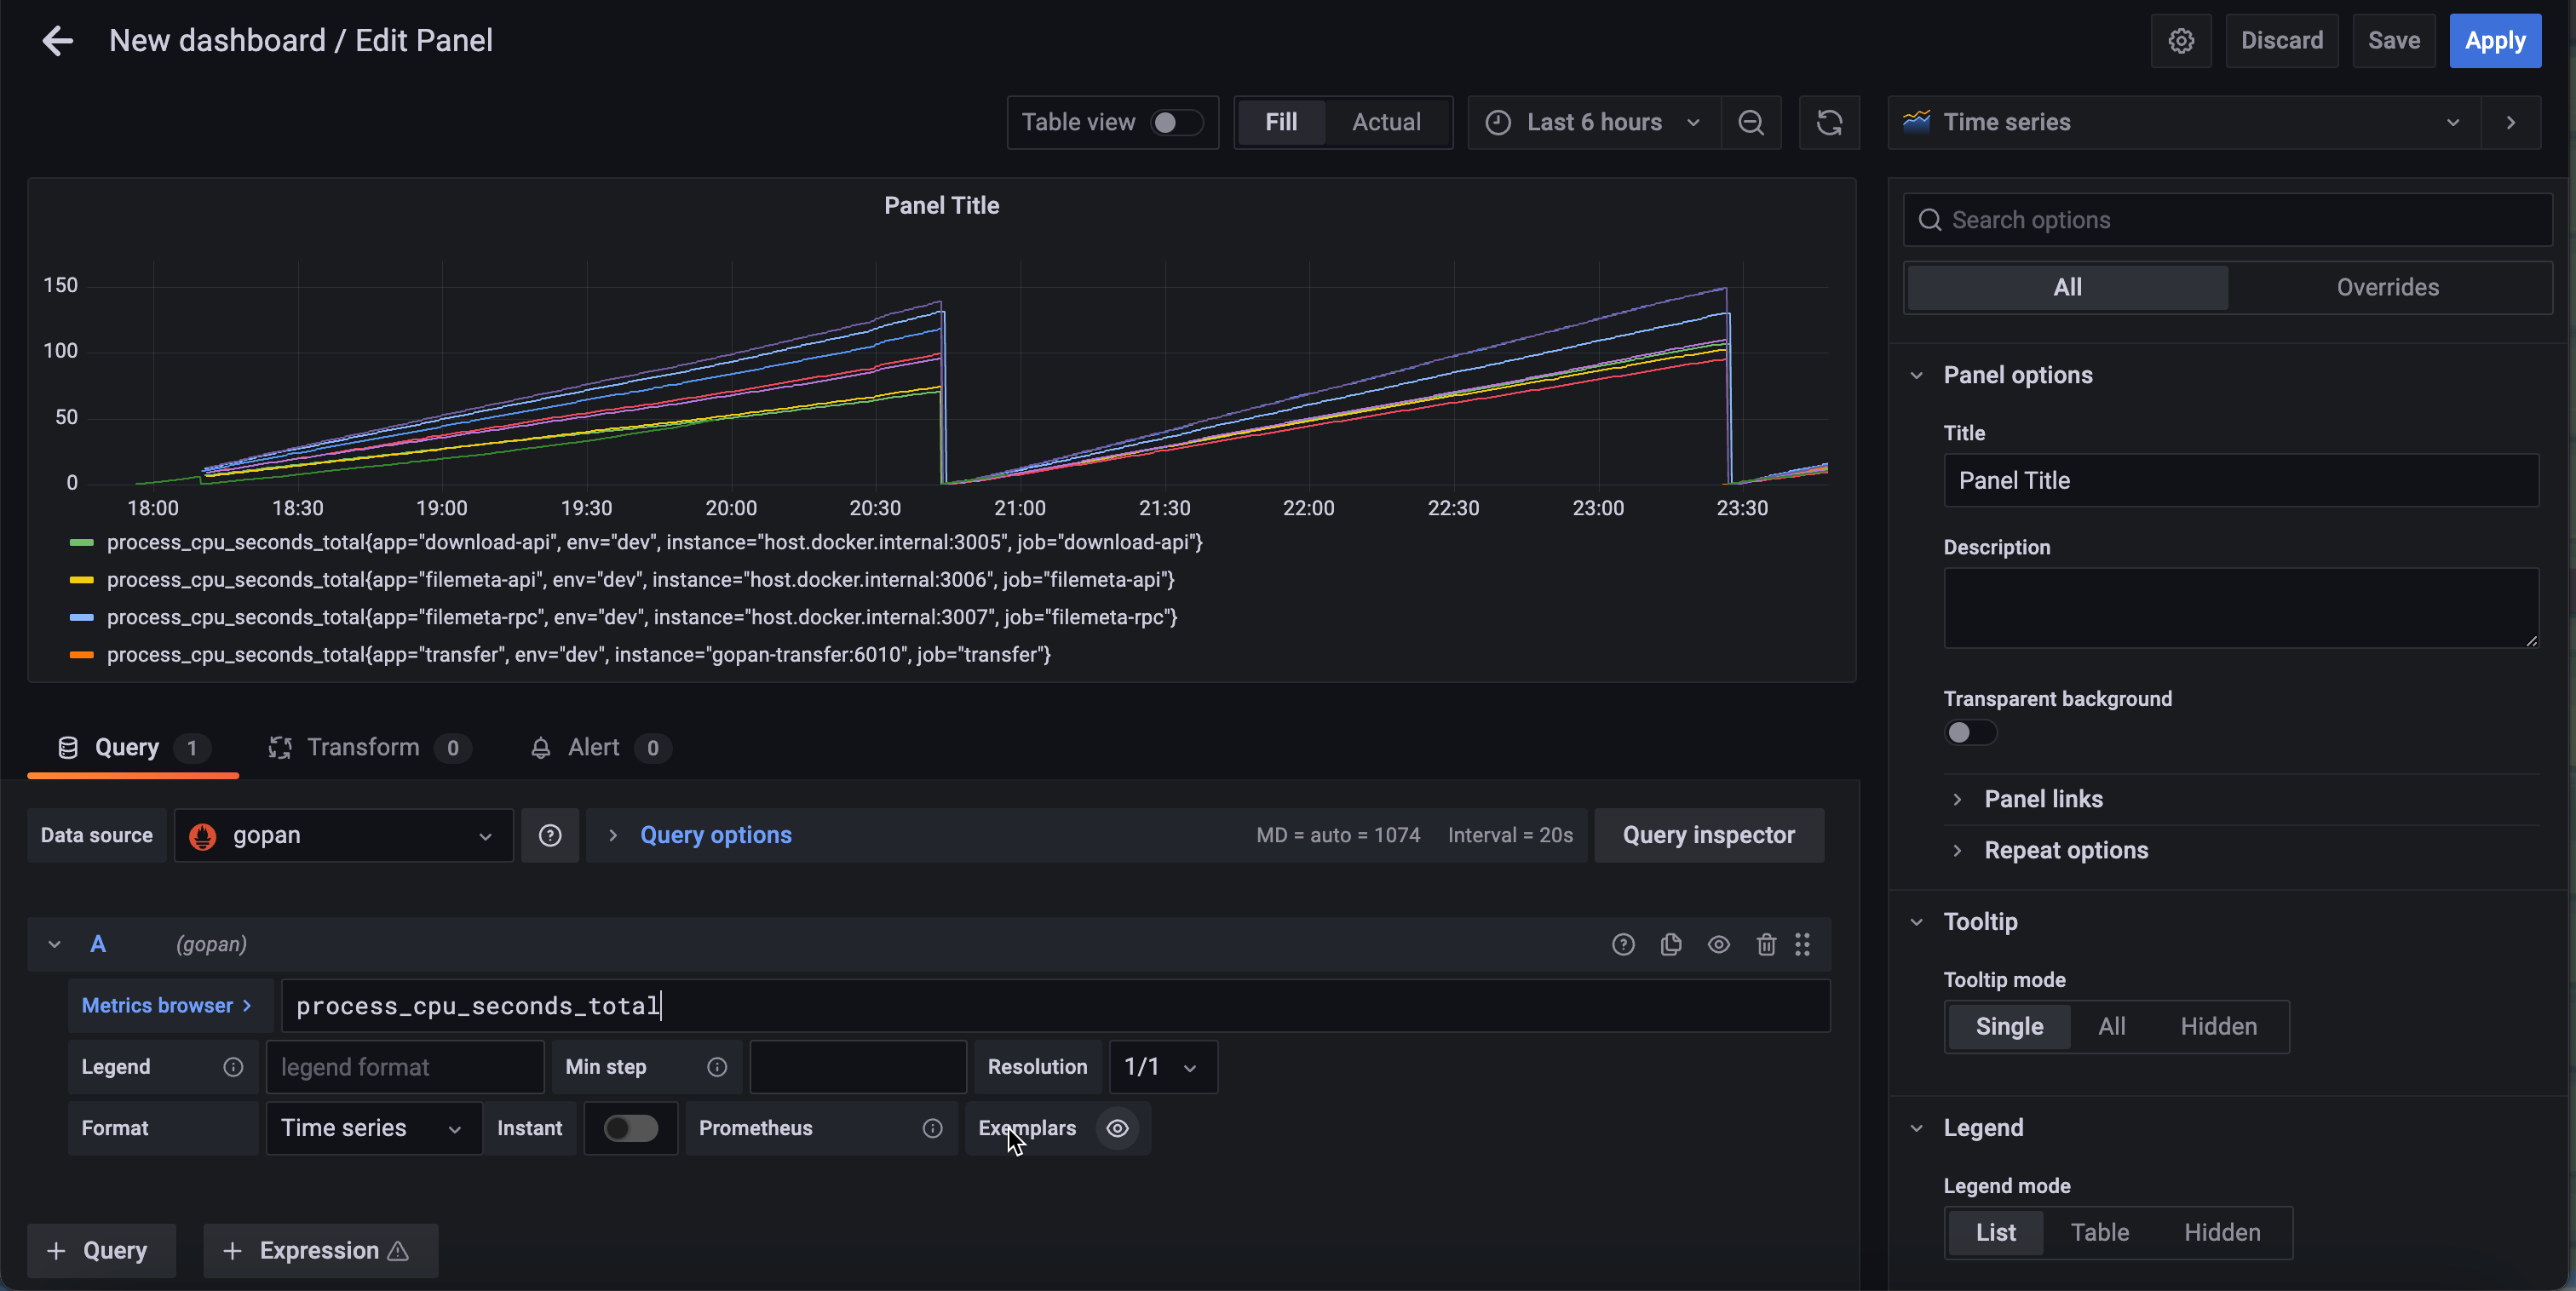 New dashboard / Edit Panel
Discard
Save
Apply
Table view
Fill
Actual
Last 6 hours
Time series
Panel Title
150
100
50
0
18:00
18:30
19:00
19:30
20:00
20:30
21:00
21:30
22:00
22:30
23:00
23:30
process_cpu_seconds_total{app="download-api", env="dev", instance="host.docker.internal:3005", job="download-api"}
process_cpu_seconds_total{app="filemeta-api", env="dev", instance="host.docker.internal:3006", job="filemeta-api"}
process_cpu_seconds_total{app="filemeta-rpc", env="dev", instance="host.docker.internal:3007", job="filemeta-rpc"}
process_cpu_seconds_total{app="transfer", env="dev", instance="gopan-transfer:6010", job="transfer"}
Query 1
Transform 0
Alert 0
Data source
gopan
Query options
MD = auto = 1074
Interval = 20s
Query inspector
A
(gopan)
Metrics browser >
process_cpu_seconds_total
Legend
legend format
Min step
Resolution
1/1
Format
Time series
Instant
Prometheus
Exemplars
+ Query
+ Expression
Search options
All
Overrides
Panel options
Title
Panel Title
Description
Transparent background
Panel links
Repeat options
Tooltip
Tooltip mode
Single
All
Hidden
Legend
Legend mode
List
Table
Hidden